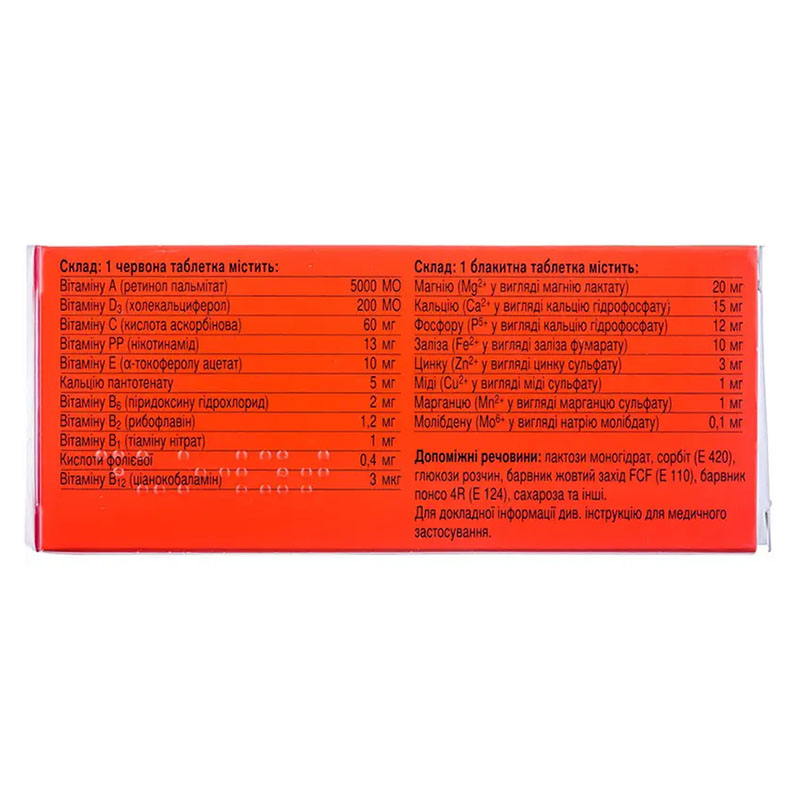 Склад: 1 червона таблетка містить:
Вітаміну А (ретинол пальмітат) 5000 МО
Вітаміну D₃ (холекальциферол) 200 МО
Вітаміну С (кислота аскорбінова) 60 мг
Вітаміну РР (нікотинамід) 13 мг
Вітаміну Е (α-токоферолу ацетат) 10 мг
Кальцію пантотенату 5 мг
Вітаміну В₆ (піридоксину гідрохлорид) 2 мг
Вітаміну В₂ (рибофлавін) 1,2 мг
Вітаміну В₁ (тіаміну нітрат) 1 мг
Кислоти фолієвої 0,4 мг
Вітаміну В₁₂ (ціанокобаламін) 3 мкг
Склад: 1 блакитна таблетка містить:
Магнію (Mg²⁺ у вигляді магнію лактату) 20 мг
Кальцію (Ca²⁺ у вигляді кальцію гідрофосфату); 15 мг
Фосфору (P⁵⁺ у вигляді кальцію гідрофосфату) 12 мг
Заліза (Fe²⁺ у вигляді заліза фумарату) 10 мг
Цинку (Zn²⁺ у вигляді цинку сульфату) 3 мг
Міді (Cu²⁺ у вигляді міді сульфату) 1 мг
Марганцю (Mn²⁺ у вигляді марганцю сульфату) 1 мг
Молібдену (Mo⁶⁺ у вигляді натрію молібдату) 0,1 мг
Допоміжні речовини: лактози моногідрат, сорбіт (Е 420),
глюкози розчин, барвник жовтий захід FCF (Е 110), барвник
понсо 4R (Е 124), сахароза та інші.
Для докладної інформації див. інструкцію для медичного
застосування.